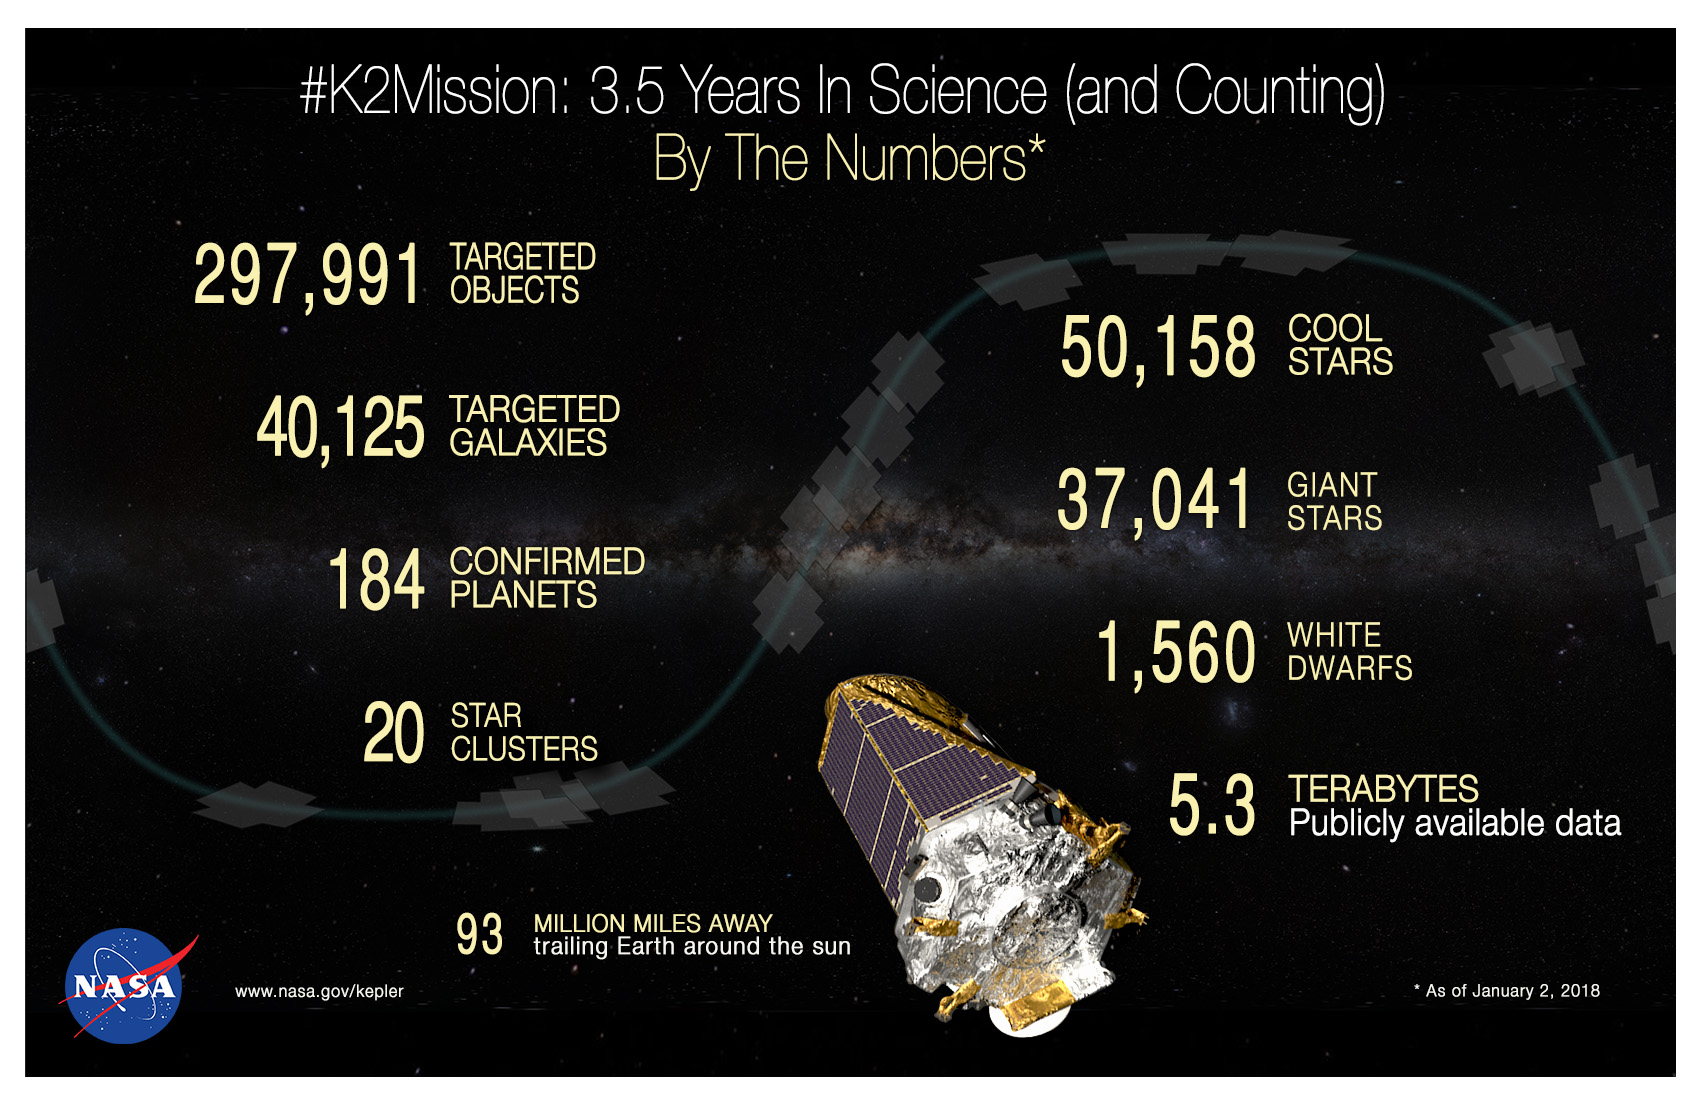 #K2Mission: 3.5 Years In Science (and Counting)
By The Numbers*
297,991 TARGETED
OBJECTS
40,125 TARGETED
GALAXIES
184 CONFIRMED
PLANETS
20 STAR
CLUSTERS
50,158 COOL
STARS
37,041 GIANT
STARS
1,560 WHITE
DWARFS
5.3 TERABYTES
Publicly available data
93 MILLION MILES AWAY
trailing Earth around the sun
NASA
www.nasa.gov/kepler
* As of January 2, 2018